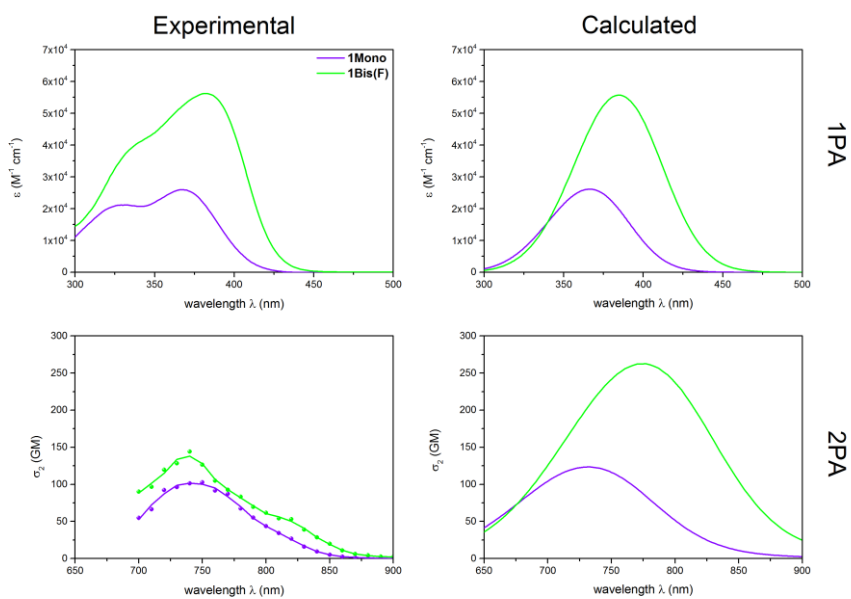 Experimental
Calculated
7x10⁴
6x10⁴
5x10⁴
4x10⁴
3x10⁴
2x10⁴
1x10⁴
0
ε (M⁻¹ cm⁻¹)
1Mono
1Bis(F)
300 350 400 450 500
wavelength λ (nm)
7x10⁴
6x10⁴
5x10⁴
4x10⁴
3x10⁴
2x10⁴
1x10⁴
0
ε (M⁻¹ cm⁻¹)
300 350 400 450 500
wavelength λ (nm)
1PA
300
250
200
150
100
50
0
σ₂ (GM)
650 700 750 800 850 900
wavelength λ (nm)
300
250
200
150
100
50
0
σ₂ (GM)
650 700 750 800 850 900
wavelength λ (nm)
2PA